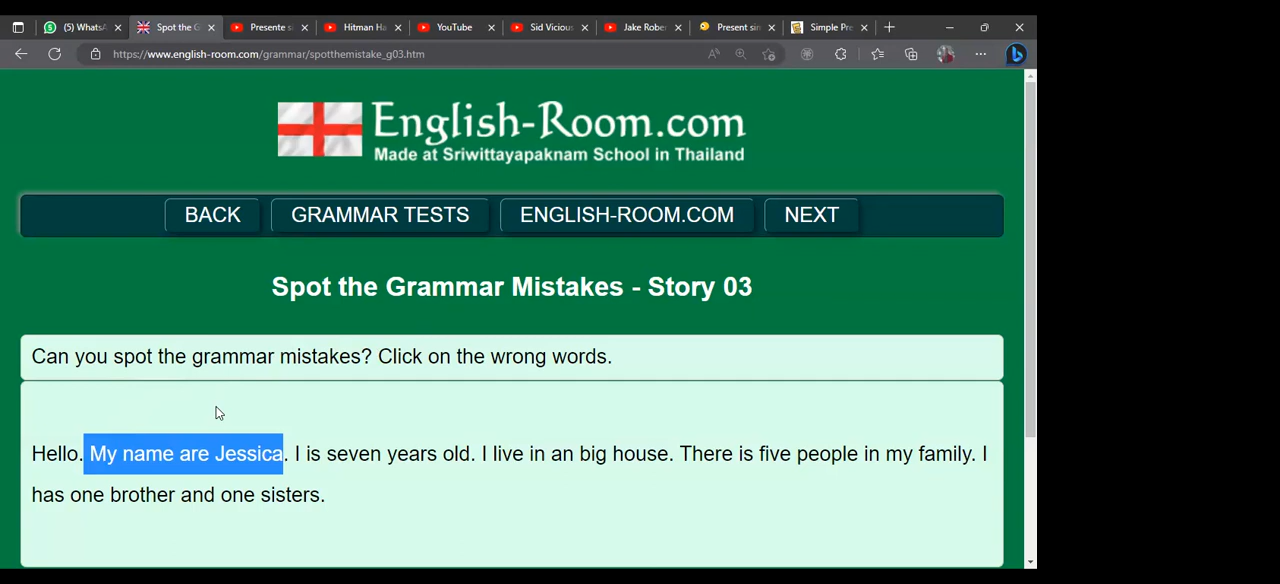 (5) WhatsA
Spot the G
Presente s
Hitman Ha
YouTube
Sid Vicious
Jake Rober
Present sim
Simple Pre
https://www.english-room.com/grammar/spotthemistake_g03.htm
English-Room.com
Made at Sriwittayapaknam School in Thailand
BACK
GRAMMAR TESTS
ENGLISH-ROOM.COM
NEXT
Spot the Grammar Mistakes - Story 03
Can you spot the grammar mistakes? Click on the wrong words.
Hello. My name are Jessica. I is seven years old. I live in an big house. There is five people in my family. I
has one brother and one sisters.